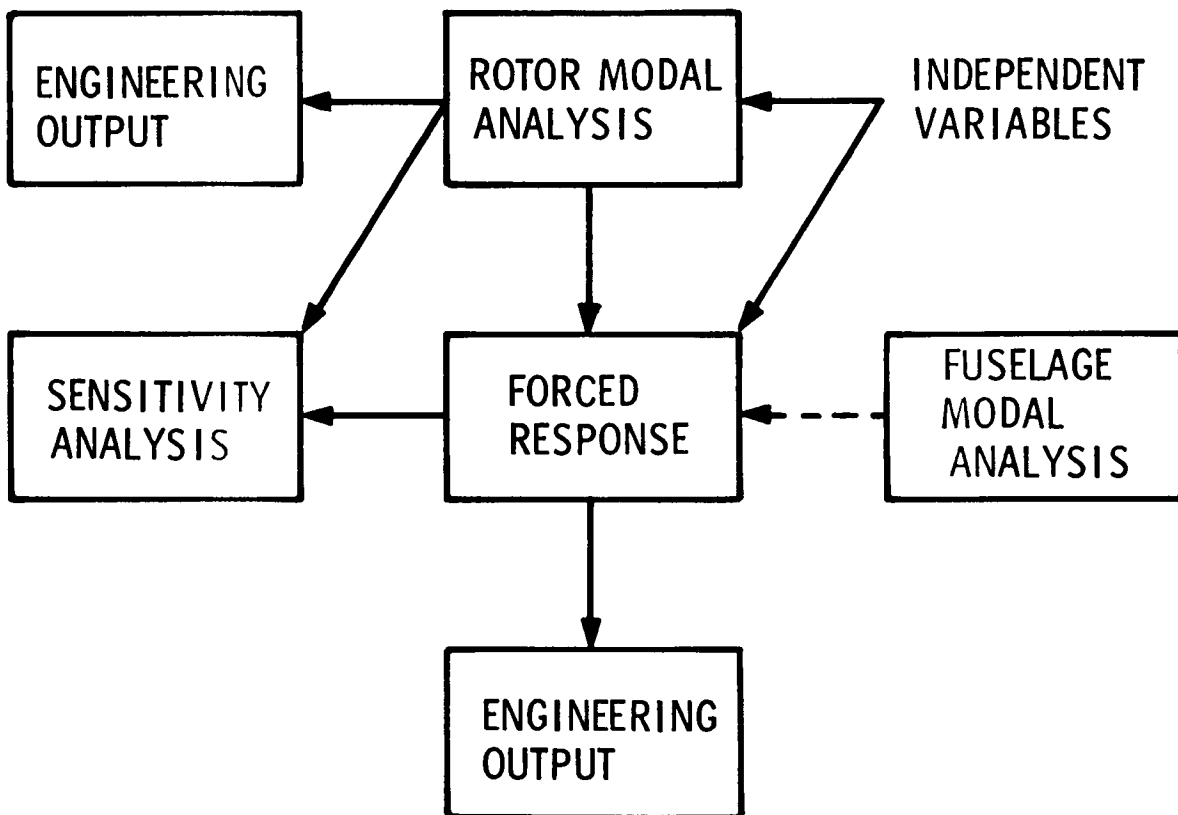 ENGINEERING
OUTPUT
ROTOR MODAL
ANALYSIS
INDEPENDENT
VARIABLES
SENSITIVITY
ANALYSIS
FORCED
RESPONSE
FUSELAGE
MODAL
ANALYSIS
ENGINEERING
OUTPUT